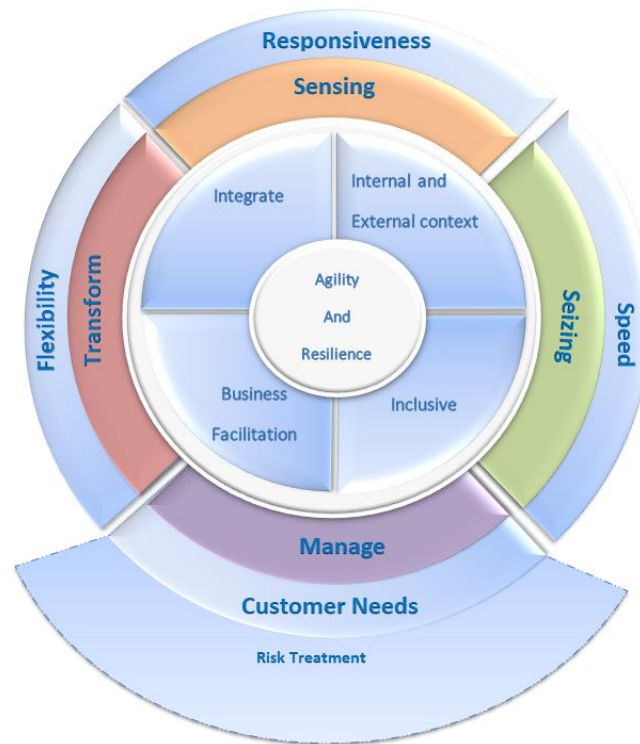 Responsiveness
Sensing
Integrate
Internal and
External context
Flexibility
Transform
Agility
And
Resilience
Seizing
Speed
Business
Facilitation
Inclusive
Manage
Customer Needs
Risk Treatment